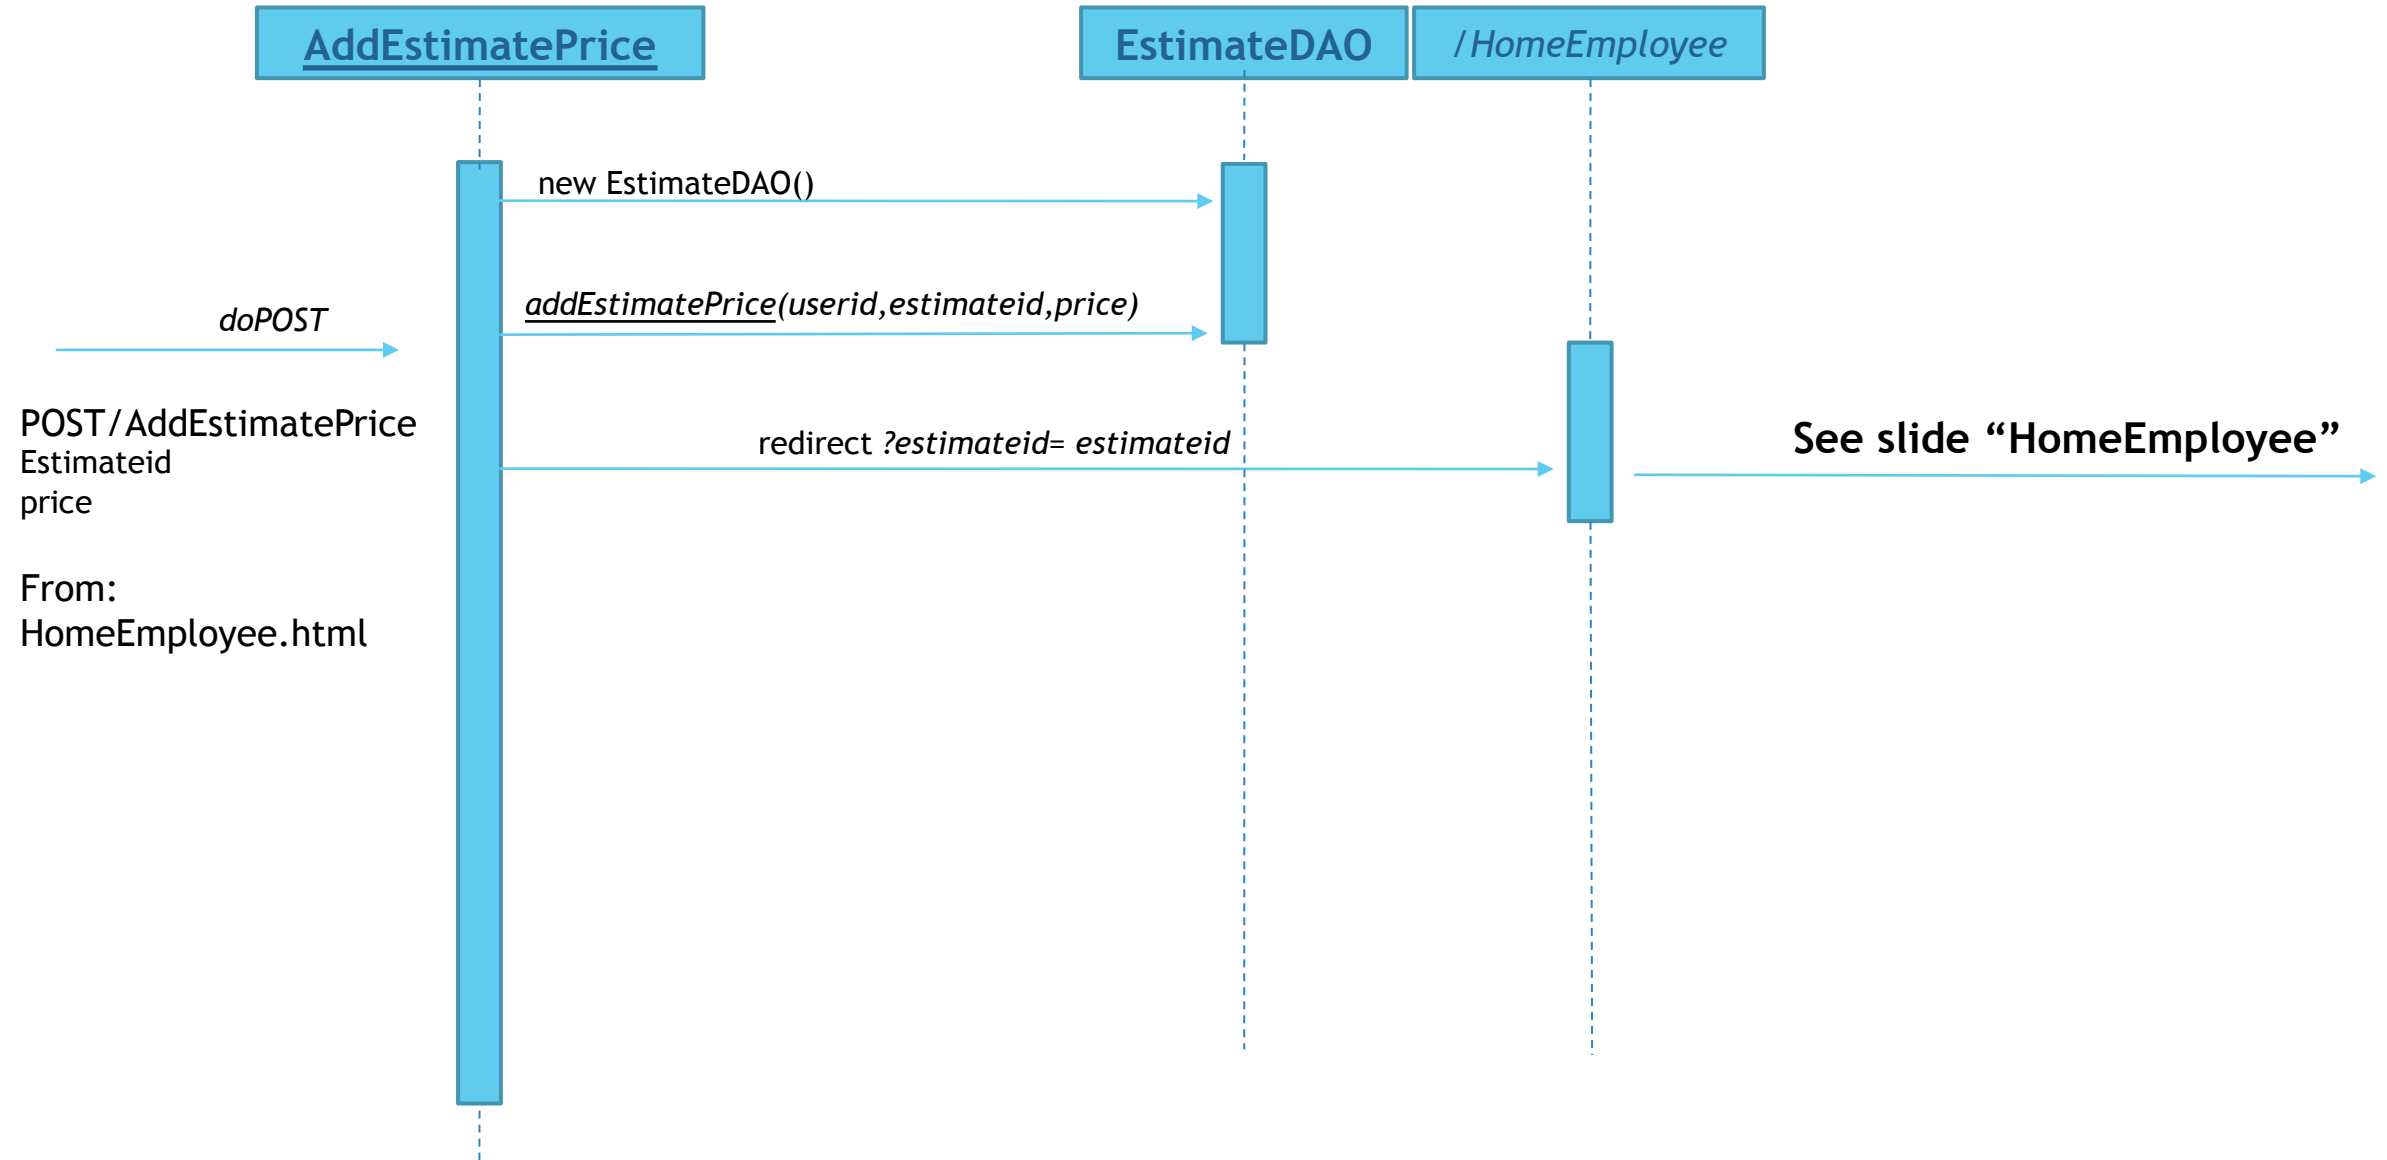 AddEstimatePrice
EstimateDAO
/HomeEmployee
new EstimateDAO()
addEstimatePrice(userid,estimateid,price)
doPOST
POST/AddEstimatePrice
Estimateid
price
redirect ?estimateid= estimateid
See slide “HomeEmployee”
From:
HomeEmployee.html